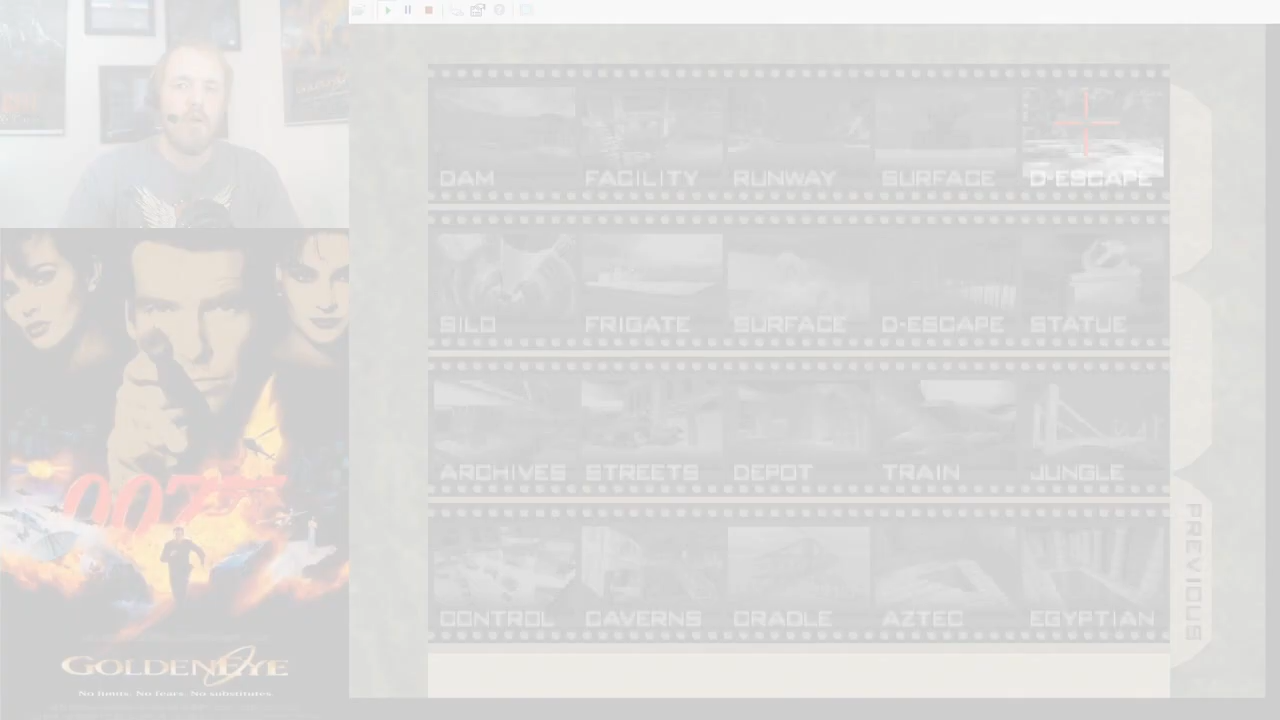 DAM FACILITY RUNWAY SURFACE D-ESCAPE
SILO FRIGATE SURFACE D-ESCAPE STATUE
ARCHIVES STREETS DEPOT TRAIN JUNGLE
CONTROL CAVERNS CRADLE AZTEC EGYPTIAN
PREVIOUS
007
GOLDENEYE
No limits. No fears. No substitutes.